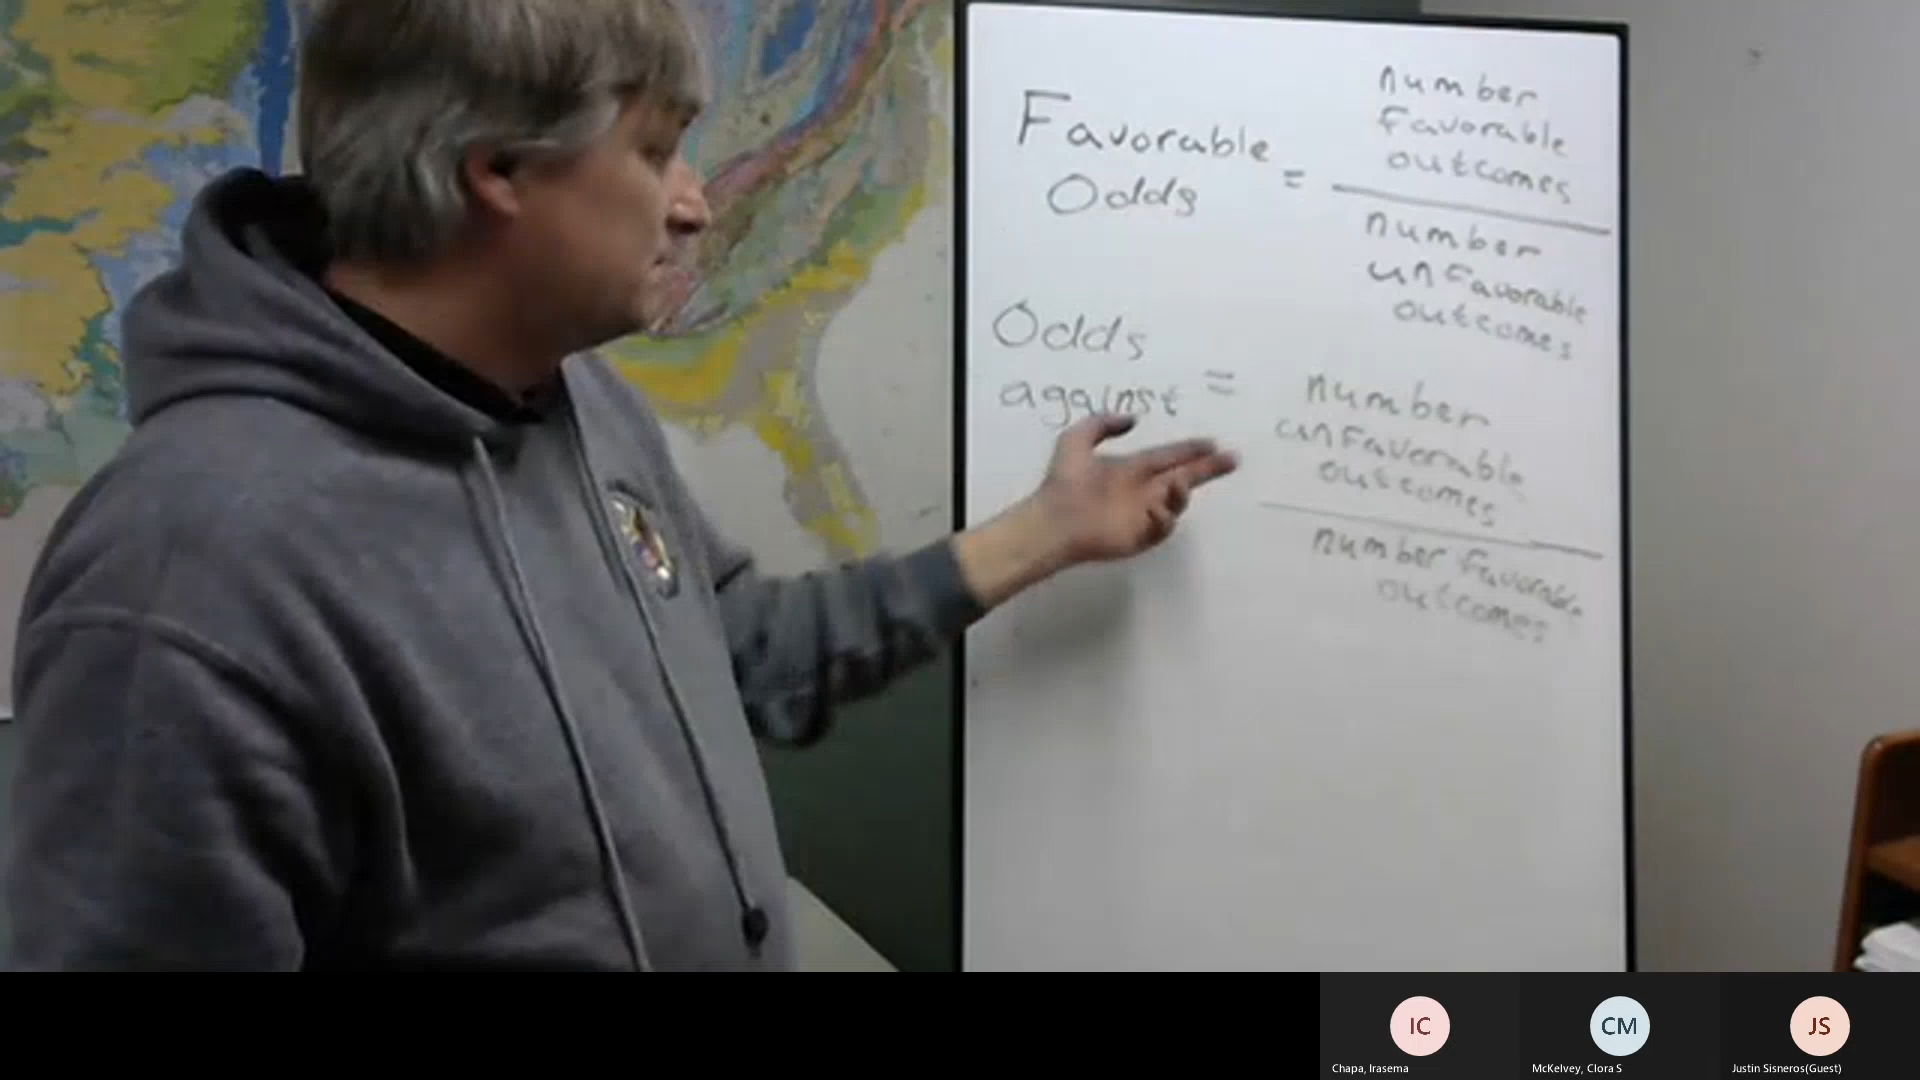 Favorable
Odds
=
number
favorable
outcomes
number
unfavorable
outcomes
Odds
against
=
number
unfavorable
outcomes
number favorable
outcomes
IC
CM
JS
Chapa, Irasema
McKelvey, Clora S
Justin Sisneros(Guest)